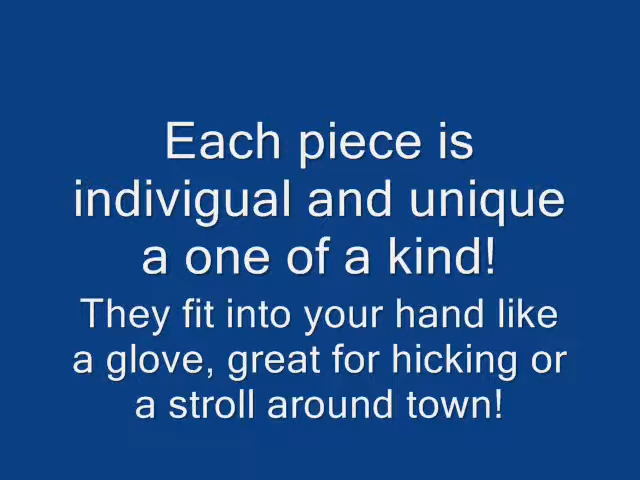 Each piece is
indivigual and unique
a one of a kind!
They fit into your hand like
a glove, great for hicking or
a stroll around town!